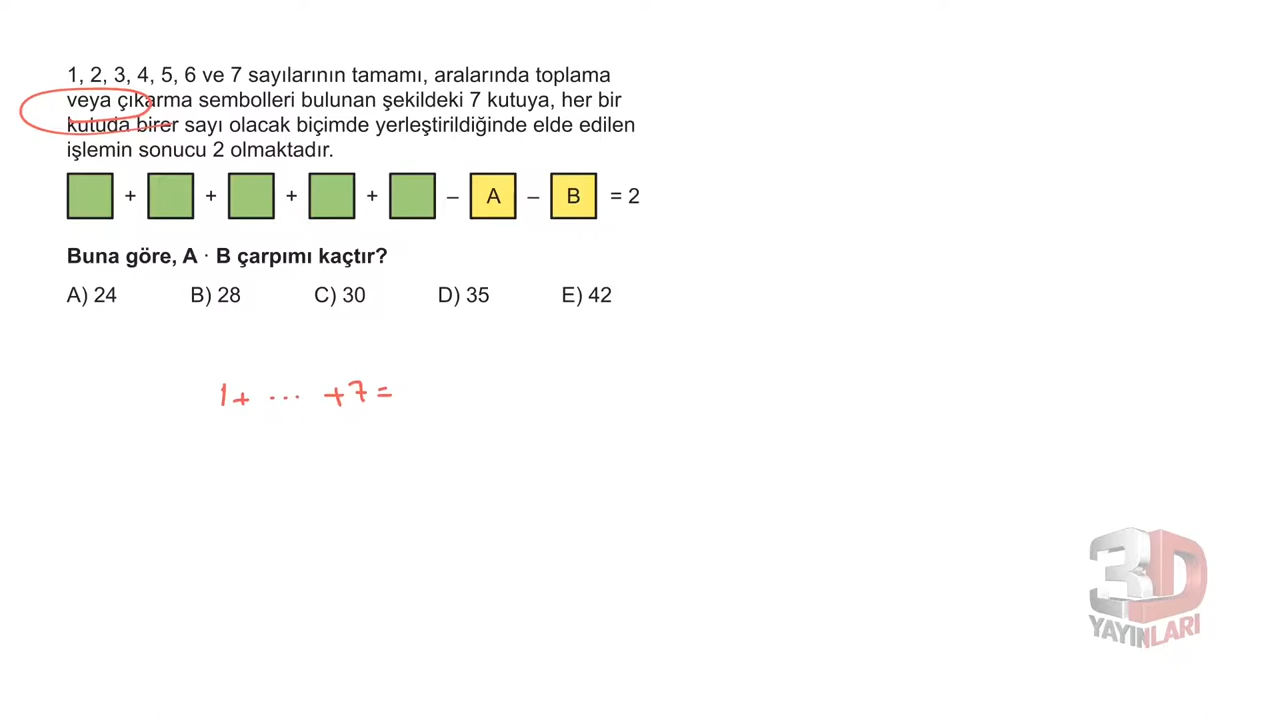 1, 2, 3, 4, 5, 6 ve 7 sayılarının tamamı, aralarında toplama
veya çıkarma sembolleri bulunan şekildeki 7 kutuya, her bir
kutuda birer sayı olacak biçimde yerleştirildiğinde elde edilen
işlemin sonucu 2 olmaktadır.
+ + + + – A – B = 2
Buna göre, A · B çarpımı kaçtır?
A) 24 B) 28 C) 30 D) 35 E) 42
1+ ... +7=
3D
YAYINLARI